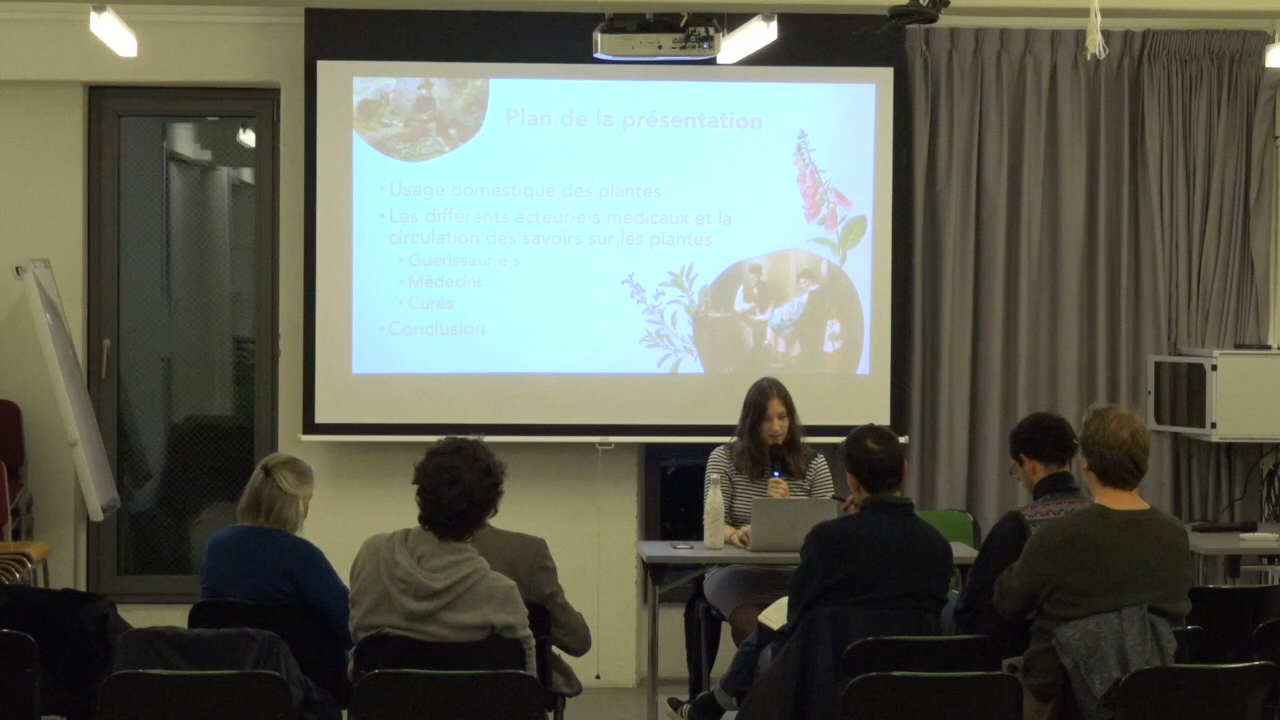 Plan de la présentation
• Usage domestique des plantes
• Les différents acteur·e·s médicaux et la
circulation des savoirs sur les plantes
• Guérisseur·e·s
• Médecins
• Curés
• Conclusion